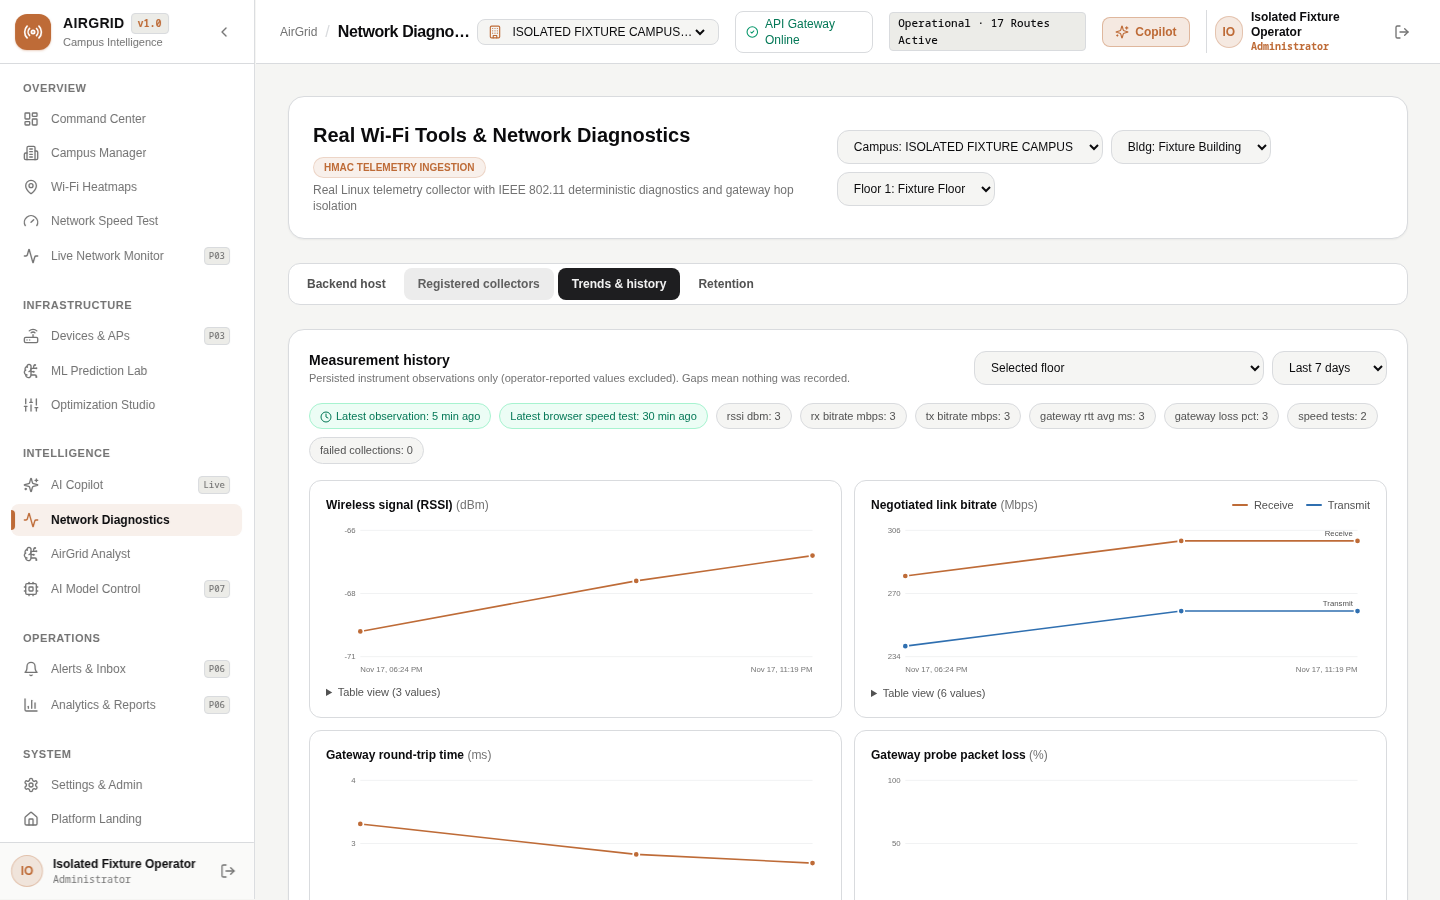 AIRGRID v1.0
Campus Intelligence
OVERVIEW
Command Center
Campus Manager
Wi-Fi Heatmaps
Network Speed Test
Live Network Monitor P03
INFRASTRUCTURE
Devices & APs P03
ML Prediction Lab
Optimization Studio
INTELLIGENCE
AI Copilot Live
Network Diagnostics
AirGrid Analyst
AI Model Control P07
OPERATIONS
Alerts & Inbox P06
Analytics & Reports P06
SYSTEM
Settings & Admin
Platform Landing
IO Isolated Fixture Operator
Administrator
AirGrid / Network Diagno...
ISOLATED FIXTURE CAMPUS...
API Gateway
Online
Operational · 17 Routes
Active
Copilot
IO
Isolated Fixture
Operator
Administrator
Real Wi-Fi Tools & Network Diagnostics
HMAC TELEMETRY INGESTION
Real Linux telemetry collector with IEEE 802.11 deterministic diagnostics and gateway hop
isolation
Campus: ISOLATED FIXTURE CAMPUS
Bldg: Fixture Building
Floor 1: Fixture Floor
Backend host Registered collectors Trends & history Retention
Measurement history
Persisted instrument observations only (operator-reported values excluded). Gaps mean nothing was recorded.
Selected floor
Last 7 days
Latest observation: 5 min ago
Latest browser speed test: 30 min ago
rssi dbm: 3
rx bitrate mbps: 3
tx bitrate mbps: 3
gateway rtt avg ms: 3
gateway loss pct: 3
speed tests: 2
failed collections: 0
Wireless signal (RSSI) (dBm)
-66
-68
-71
Nov 17, 06:24 PM Nov 17, 11:19 PM
Table view (3 values)
Negotiated link bitrate (Mbps)
Receive Transmit
306
Receive
270
Transmit
234
Nov 17, 06:24 PM Nov 17, 11:19 PM
Table view (6 values)
Gateway round-trip time (ms)
4
3
Gateway probe packet loss (%)
100
50